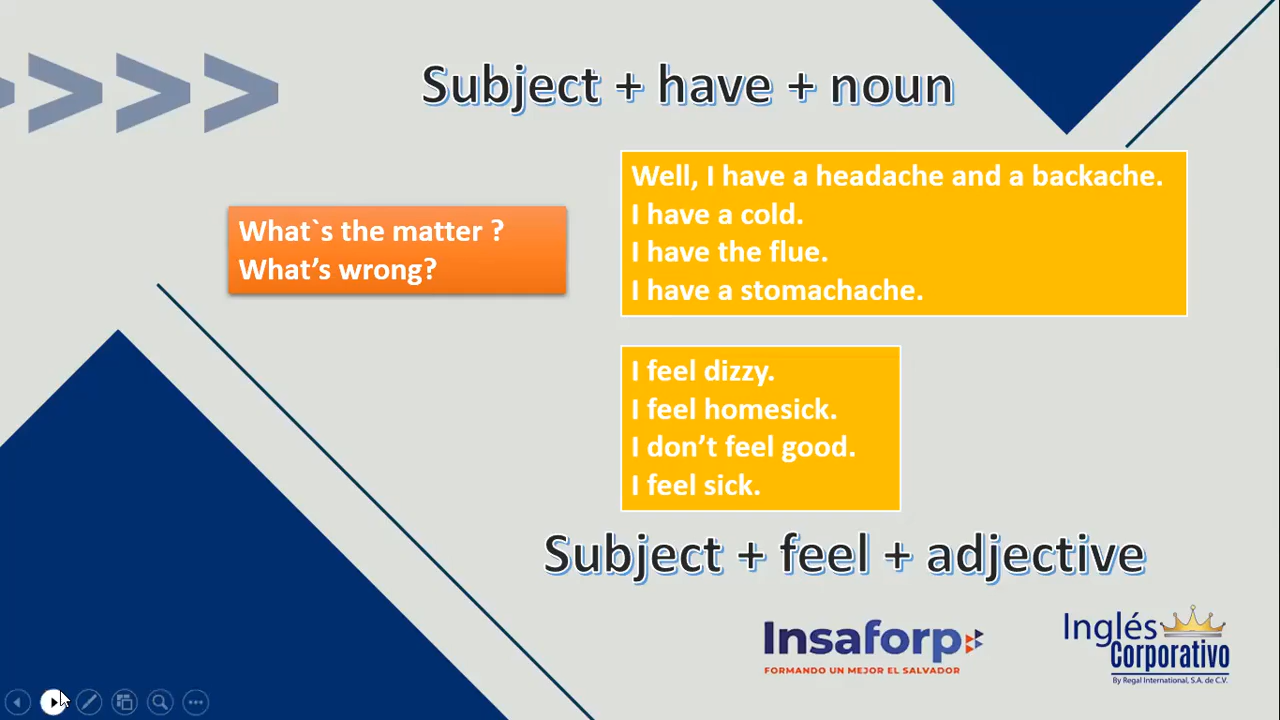 Subject + have + noun
What`s the matter ?
What’s wrong?
Well, I have a headache and a backache.
I have a cold.
I have the flue.
I have a stomachache.
I feel dizzy.
I feel homesick.
I don’t feel good.
I feel sick.
Subject + feel + adjective
Insaforp
FORMANDO UN MEJOR EL SALVADOR
Inglés
Corporativo
By Regal International, S.A. de C.V.